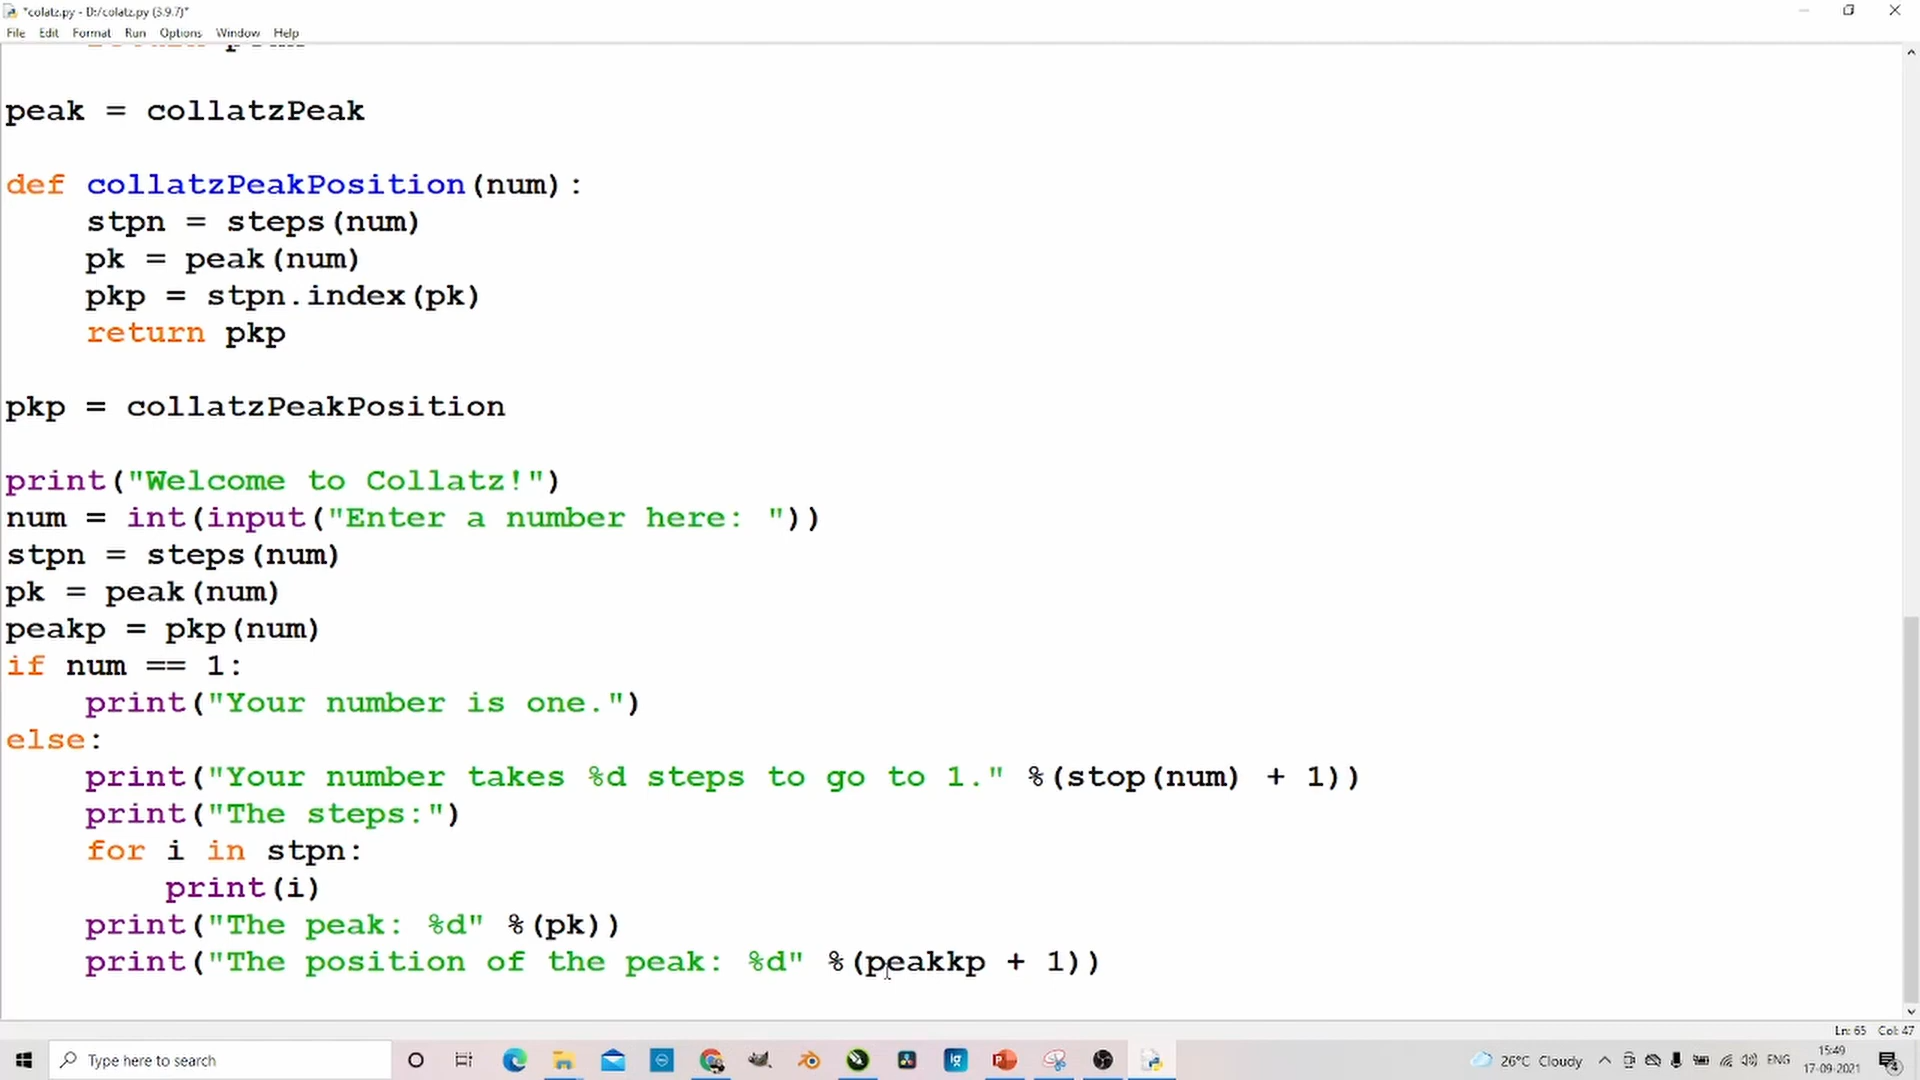 *colatz.py - D:/colatz.py (3.9.7)*
File Edit Format Run Options Window Help
peak = collatzPeak
def collatzPeakPosition(num):
    stpn = steps(num)
    pk = peak(num)
    pkp = stpn.index(pk)
    return pkp
pkp = collatzPeakPosition
print("Welcome to Collatz!")
num = int(input("Enter a number here: "))
stpn = steps(num)
pk = peak(num)
peakp = pkp(num)
if num == 1:
    print("Your number is one.")
else:
    print("Your number takes %d steps to go to 1." %(stop(num) + 1))
    print("The steps:")
    for i in stpn:
        print(i)
    print("The peak: %d" %(pk))
    print("The position of the peak: %d" %(peakkp + 1))
Ln: 65 Col: 47
Type here to search
26°C Cloudy
ENG
15:49
17-09-2021